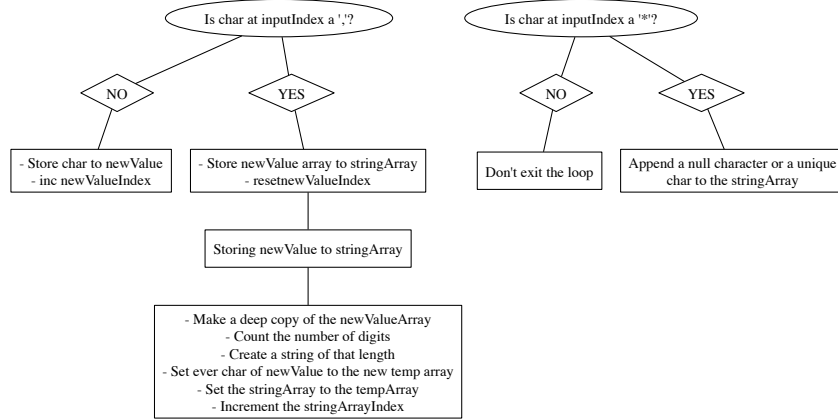 Is char at inputIndex a ','?
NO
YES
- Store char to newValue
- inc newValueIndex
- Store newValue array to stringArray
- resetnewValueIndex
Storing newValue to stringArray
- Make a deep copy of the newValueArray
- Count the number of digits
- Create a string of that length
- Set ever char of newValue to the new temp array
- Set the stringArray to the tempArray
- Increment the stringArrayIndex
Is char at inputIndex a '*'?
NO
YES
Don't exit the loop
Append a null character or a unique
char to the stringArray